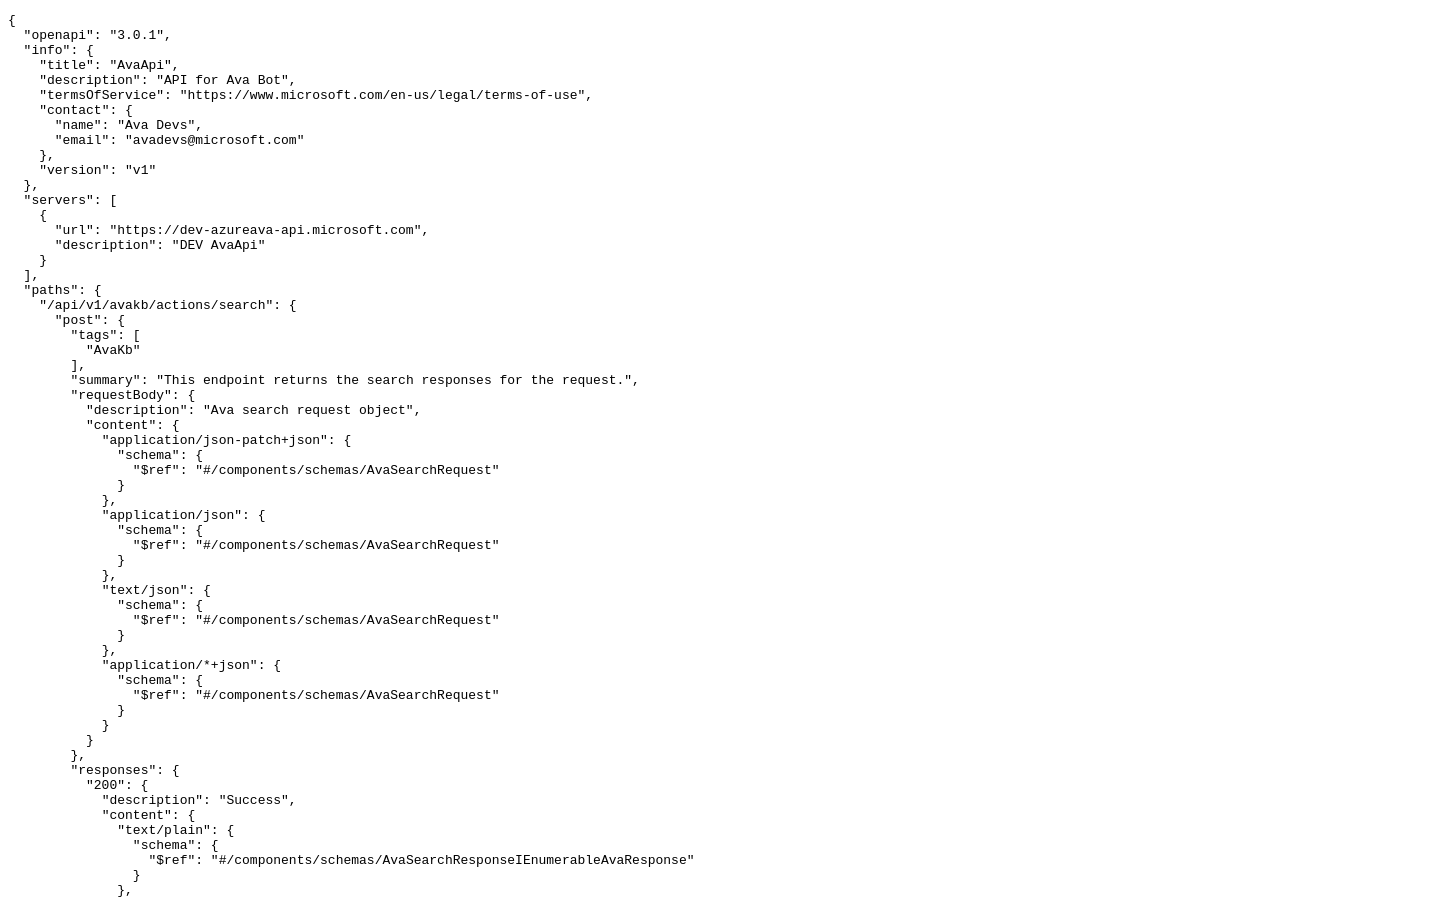 {
  "openapi": "3.0.1",
  "info": {
    "title": "AvaApi",
    "description": "API for Ava Bot",
    "termsOfService": "https://www.microsoft.com/en-us/legal/terms-of-use",
    "contact": {
      "name": "Ava Devs",
      "email": "avadevs@microsoft.com"
    },
    "version": "v1"
  },
  "servers": [
    {
      "url": "https://dev-azureava-api.microsoft.com",
      "description": "DEV AvaApi"
    }
  ],
  "paths": {
    "/api/v1/avakb/actions/search": {
      "post": {
        "tags": [
          "AvaKb"
        ],
        "summary": "This endpoint returns the search responses for the request.",
        "requestBody": {
          "description": "Ava search request object",
          "content": {
            "application/json-patch+json": {
              "schema": {
                "$ref": "#/components/schemas/AvaSearchRequest"
              }
            },
            "application/json": {
              "schema": {
                "$ref": "#/components/schemas/AvaSearchRequest"
              }
            },
            "text/json": {
              "schema": {
                "$ref": "#/components/schemas/AvaSearchRequest"
              }
            },
            "application/*+json": {
              "schema": {
                "$ref": "#/components/schemas/AvaSearchRequest"
              }
            }
          }
        },
        "responses": {
          "200": {
            "description": "Success",
            "content": {
              "text/plain": {
                "schema": {
                  "$ref": "#/components/schemas/AvaSearchResponseIEnumerableAvaResponse"
                }
              },